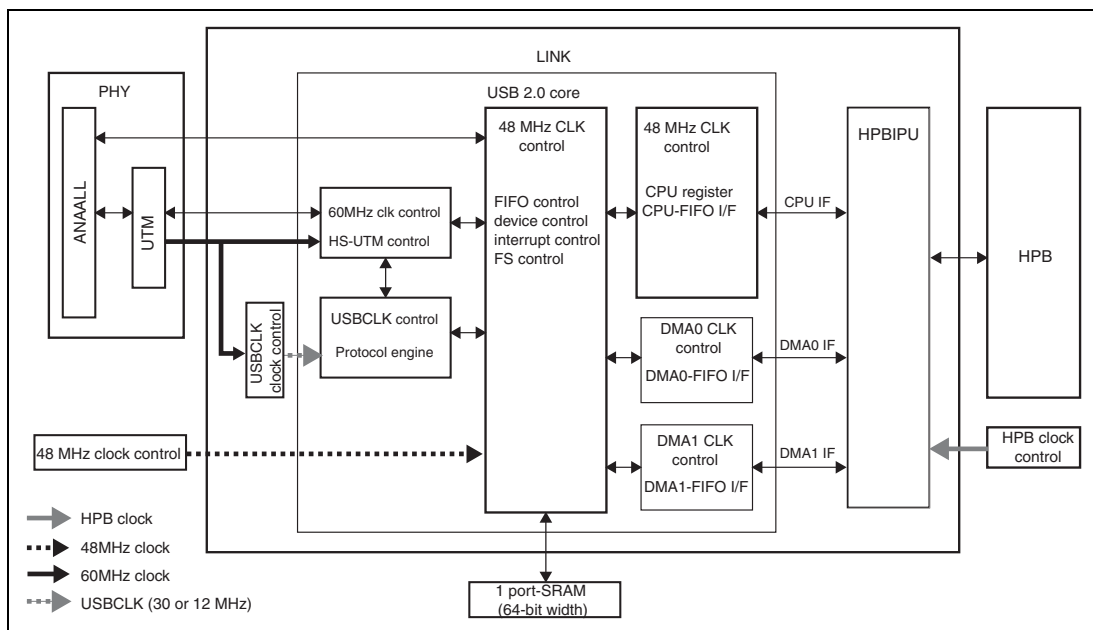 LINK
PHY
USB 2.0 core
ANAALL
UTM
60MHz clk control
HS-UTM control
USBCLK control
Protocol engine
USBCLK
clock control
48 MHz CLK
control
FIFO control
device control
interrupt control
FS control
48 MHz CLK
control
CPU register
CPU-FIFO I/F
CPU IF
DMA0 CLK
control
DMA0-FIFO I/F
DMA0 IF
DMA1 CLK
control
DMA1-FIFO I/F
DMA1 IF
HPBIPU
HPB
HPB clock
control
48 MHz clock control
HPB clock
48MHz clock
60MHz clock
USBCLK (30 or 12 MHz)
1 port-SRAM
(64-bit width)